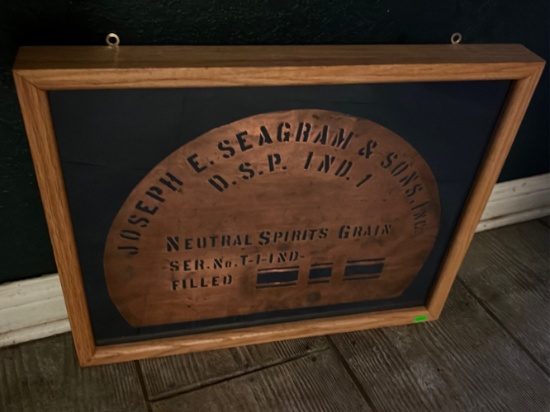 JOSEPH E. SEAGRAM & SONS, INC.
D.S.P. IND. 1
NEUTRAL SPIRITS GRAIN
SER. NO. T-1-IND-
FILLED